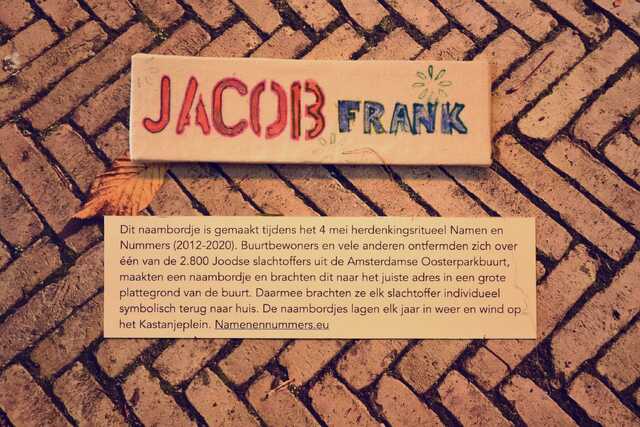 JACOB FRANK
Dit naambordje is gemaakt tijdens het 4 mei herdenkingsritueel Namen en
Nummers (2012-2020). Buurtbewoners en vele anderen ontfermden zich over
één van de 2.800 Joodse slachtoffers uit de Amsterdamse Oosterparkbuurt,
maakten een naambordje en brachten dit naar het juiste adres in een grote
plattegrond van de buurt. Daarmee brachten ze elk slachtoffer individueel
symbolisch terug naar huis. De naambordjes lagen elk jaar in weer en wind op
het Kastanjeplein. Namenennummers.eu